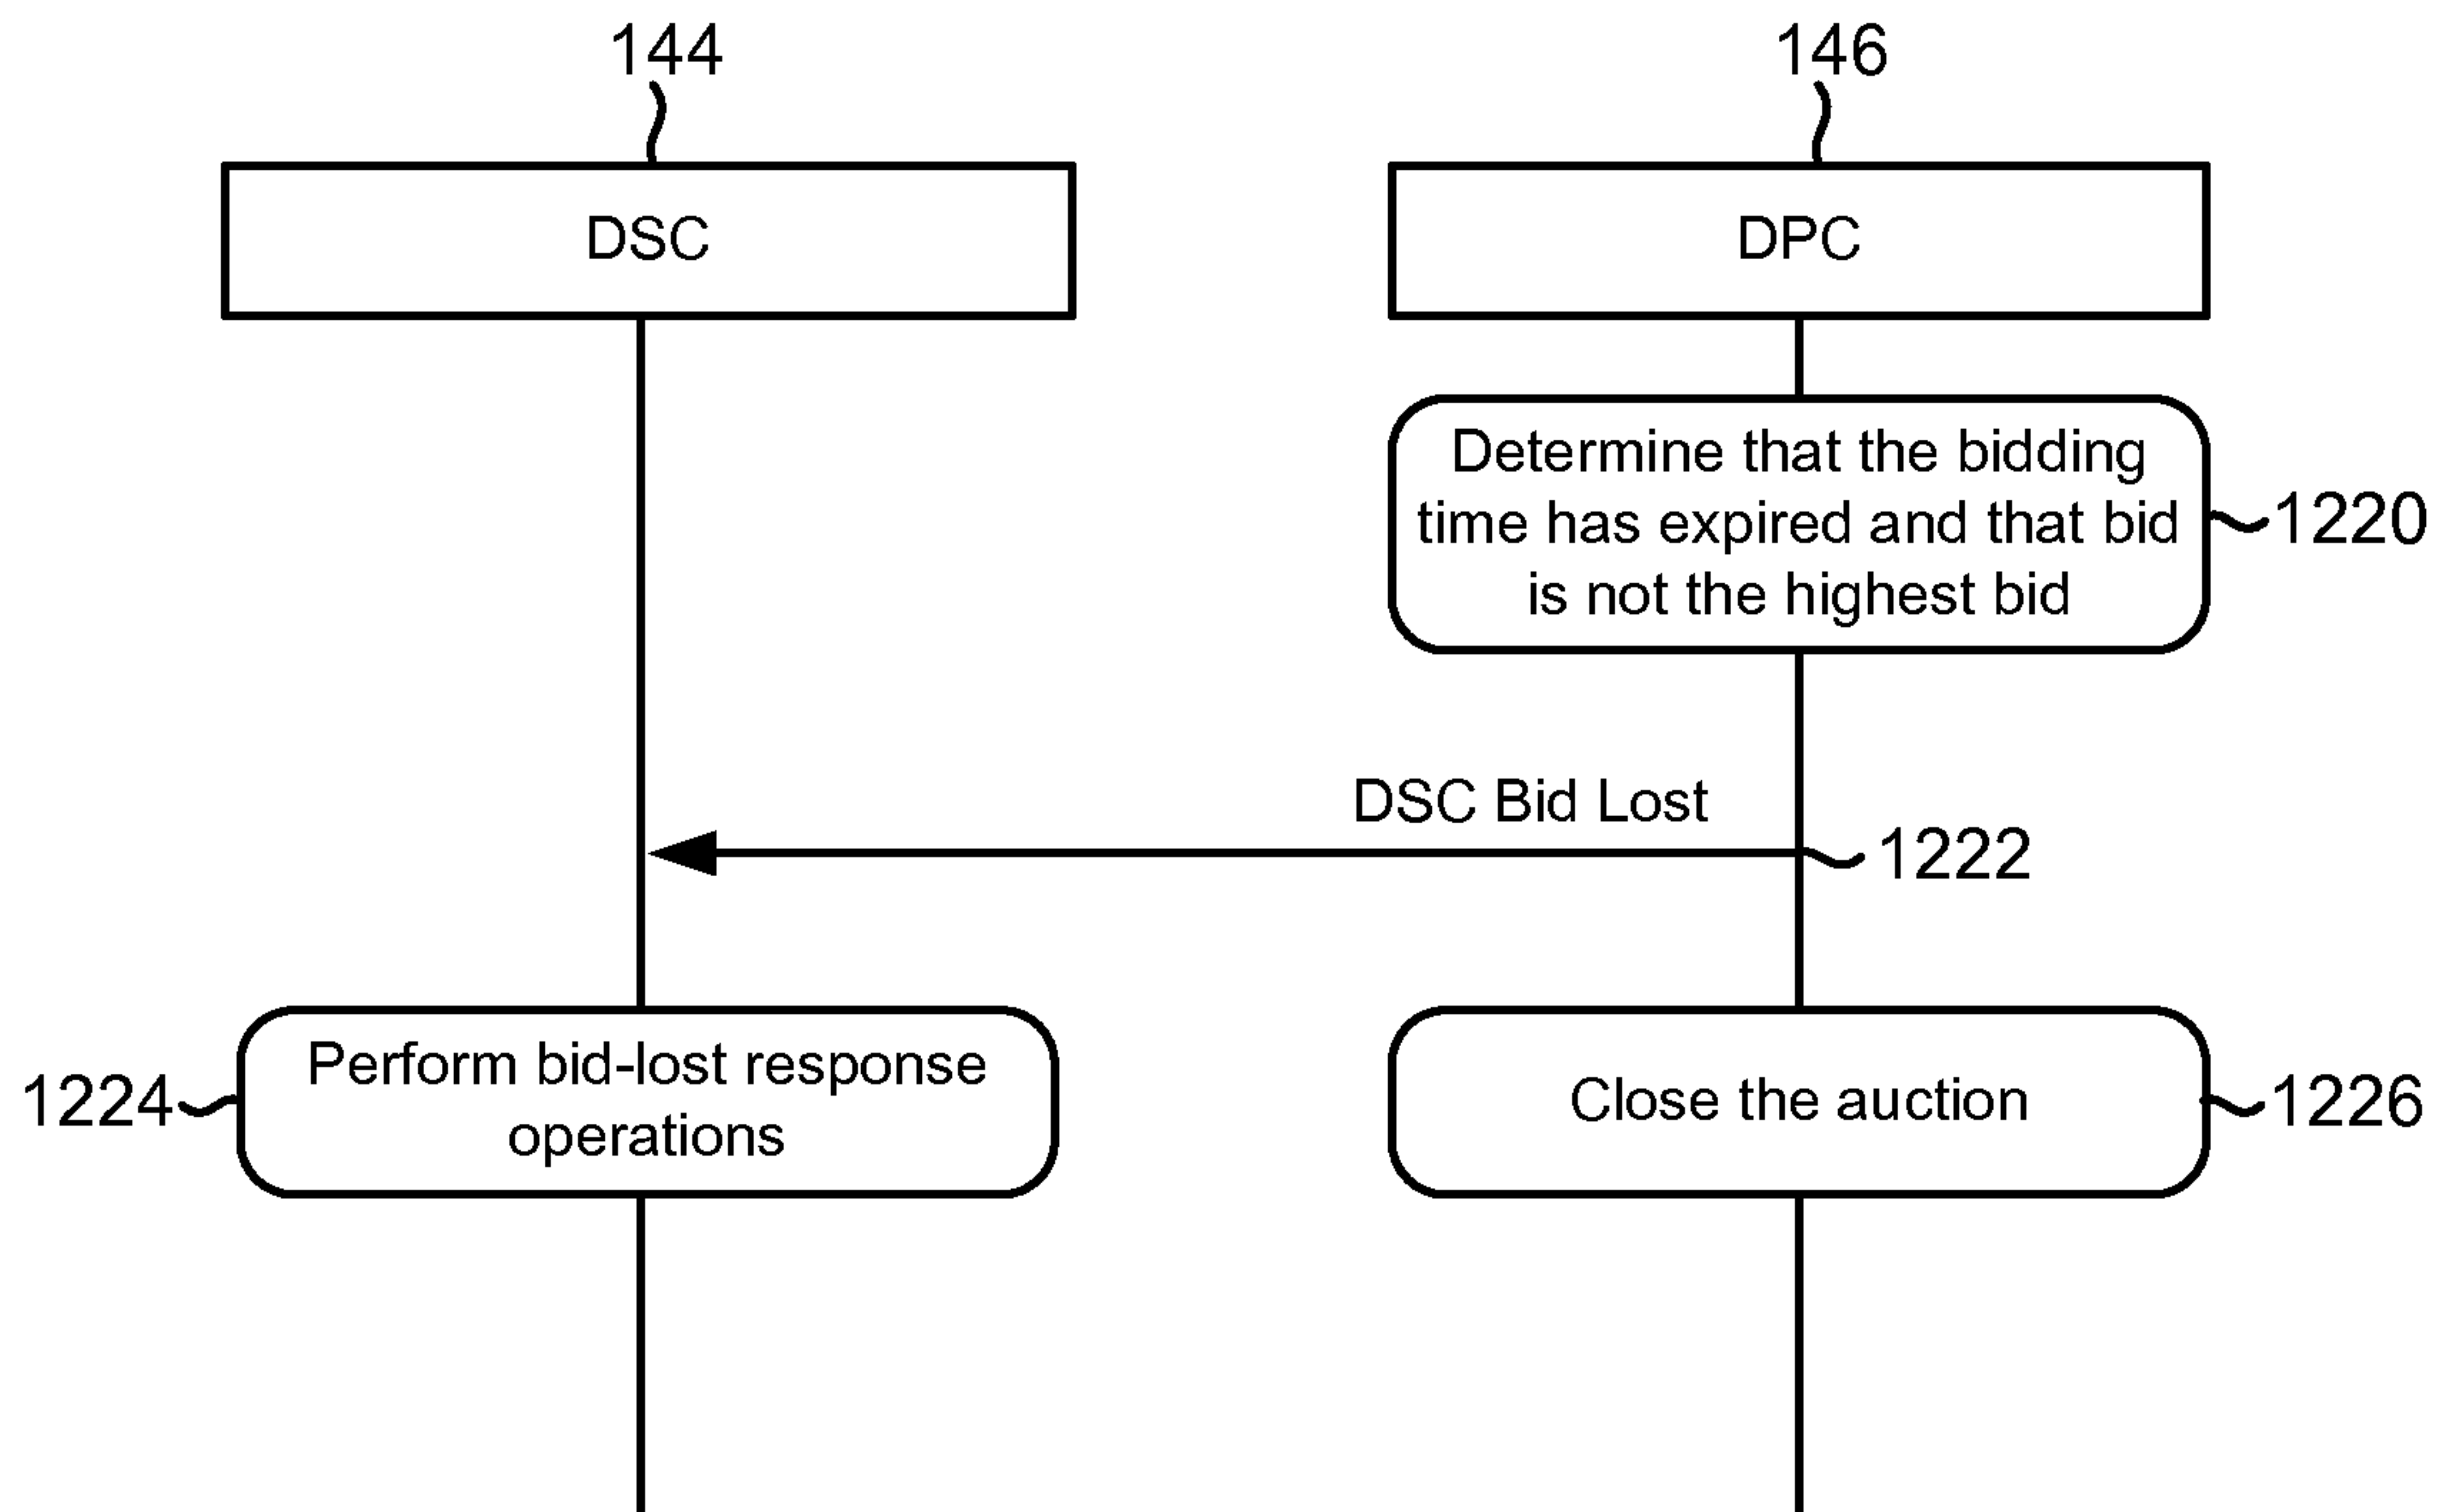 144
146
DSC
DPC
Determine that the bidding
time has expired and that bid
is not the highest bid
1220
DSC Bid Lost
1222
1224
Perform bid-lost response
operations
Close the auction
1226